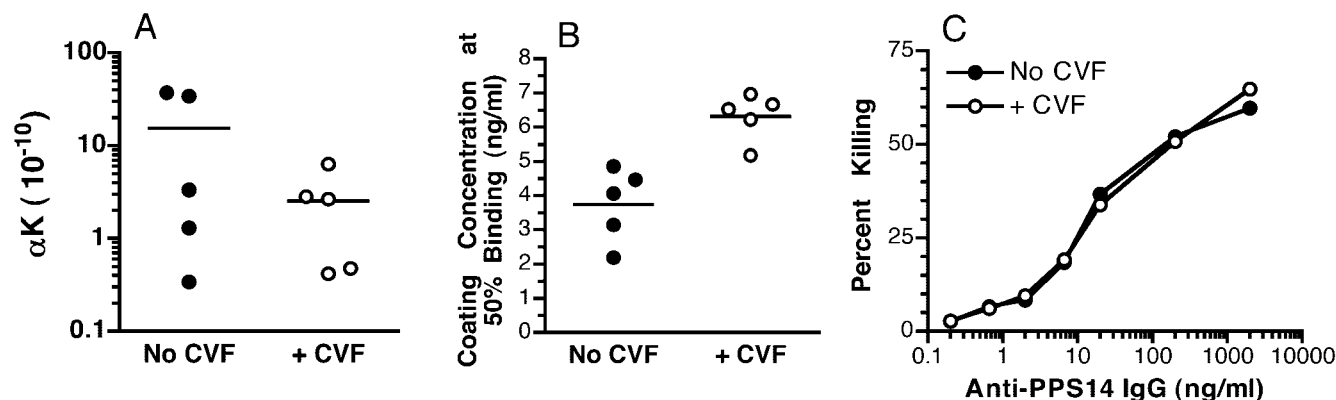 A
αK ( 10-10)
100
10
1
0.1
No CVF
+ CVF
B
Coating Concentration at
50% Binding (ng/ml)
8
7
6
5
4
3
2
1
0
No CVF
+ CVF
C
Percent Killing
75
50
25
0
No CVF
+ CVF
0.1
1
10
100
1000
10000
Anti-PPS14 IgG (ng/ml)